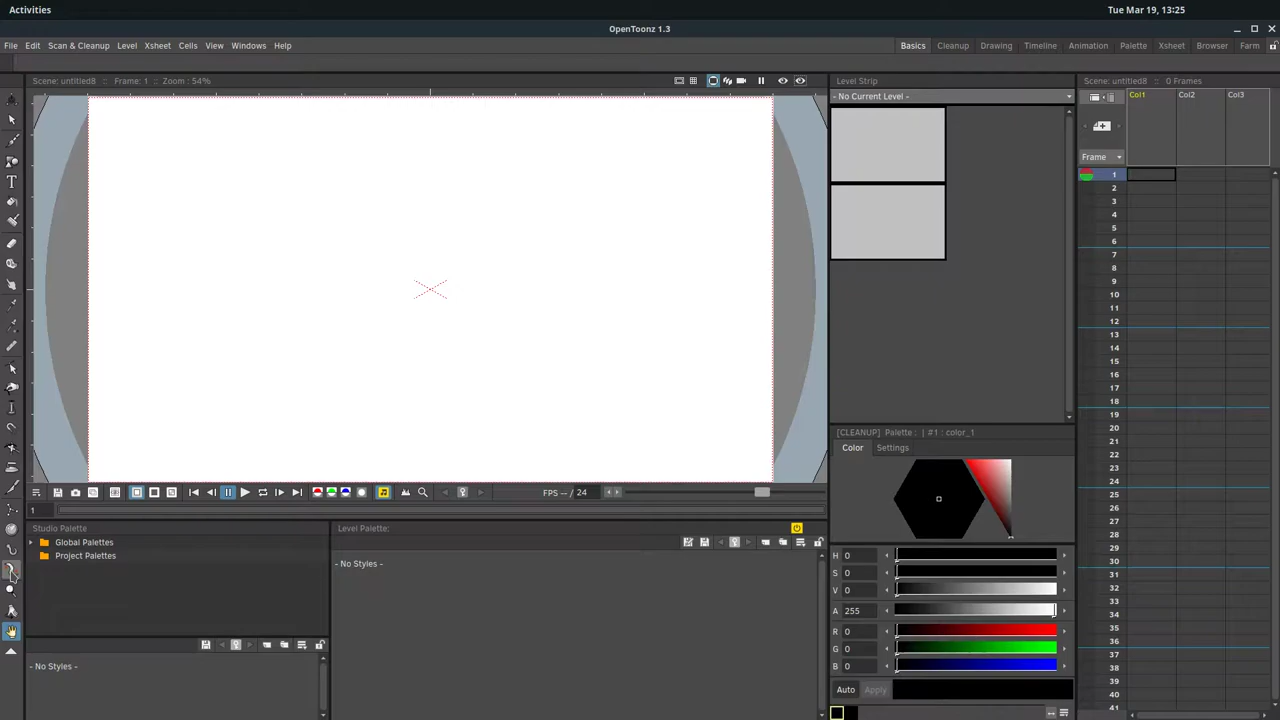 Activities
Tue Mar 19, 13:25
OpenToonz 1.3
File Edit Scan & Cleanup Level Xsheet Cells View Windows Help
Basics Cleanup Drawing Timeline Animation Palette Xsheet Browser Farm
Scene: untitled8 :: Frame: 1 :: Zoom : 54%
Level Strip
Scene: untitled8 :: 0 Frames
- No Current Level -
Col1 Col2 Col3
Frame
1
2
3
4
5
6
7
8
9
10
11
12
13
14
15
16
17
18
19
20
21
22
23
24
25
26
27
28
29
30
31
32
33
34
35
36
37
38
39
40
41
[CLEANUP] Palette : | #1 : color_1
Color Settings
FPS -- / 24
1
Studio Palette
Global Palettes
Project Palettes
- No Styles -
Level Palette:
- No Styles -
H 0
S 0
V 0
A 255
R 0
G 0
B 0
Auto Apply